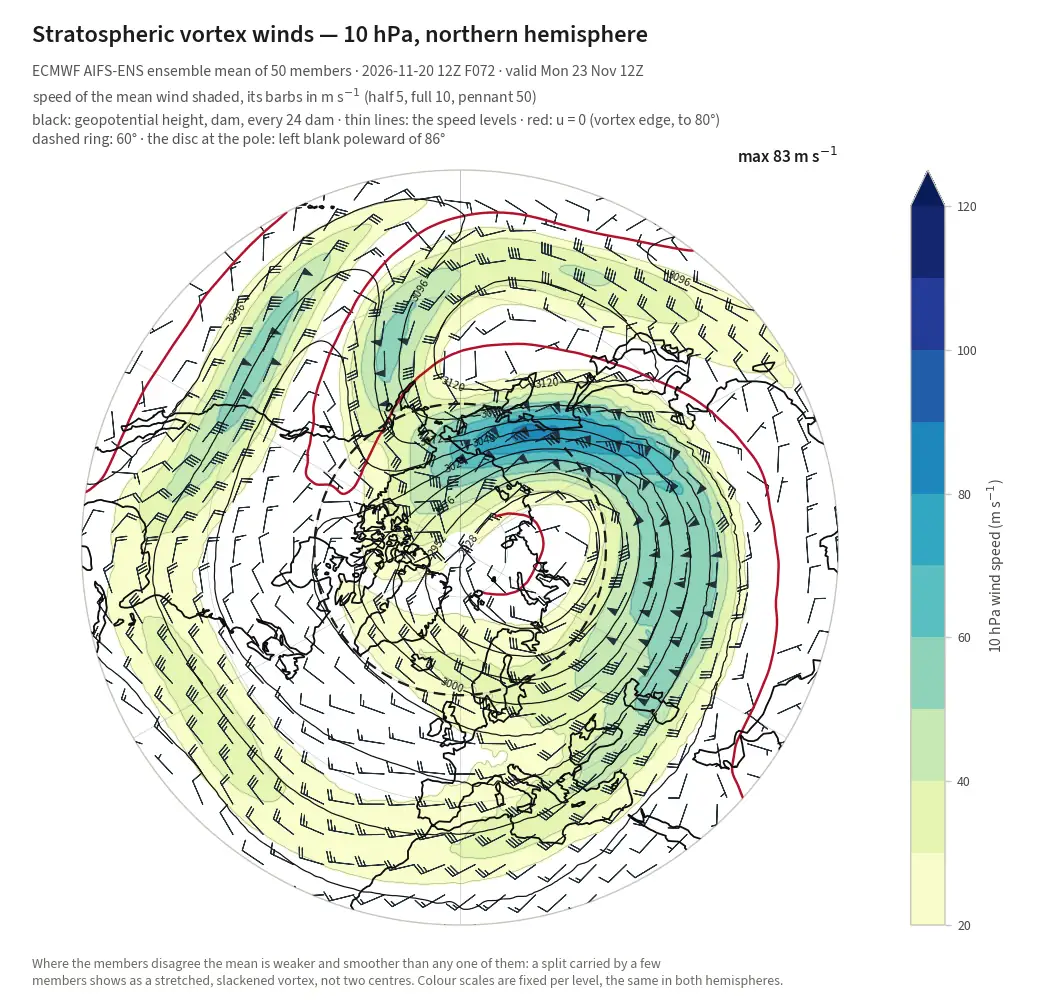 Stratospheric vortex winds — 10 hPa, northern hemisphere
ECMWF AIFS-ENS ensemble mean of 50 members · 2026-11-20 12Z F072 · valid Mon 23 Nov 12Z
speed of the mean wind shaded, its barbs in m s⁻¹ (half 5, full 10, pennant 50)
black: geopotential height, dam, every 24 dam · thin lines: the speed levels · red: u = 0 (vortex edge, to 80°)
dashed ring: 60° · the disc at the pole: left blank poleward of 86°
max 83 m s⁻¹
120
100
80
60
40
20
10 hPa wind speed (m s⁻¹)
3096
3096
3096
3120
3120
3000
Where the members disagree the mean is weaker and smoother than any one of them: a split carried by a few
members shows as a stretched, slackened vortex, not two centres. Colour scales are fixed per level, the same in both hemispheres.